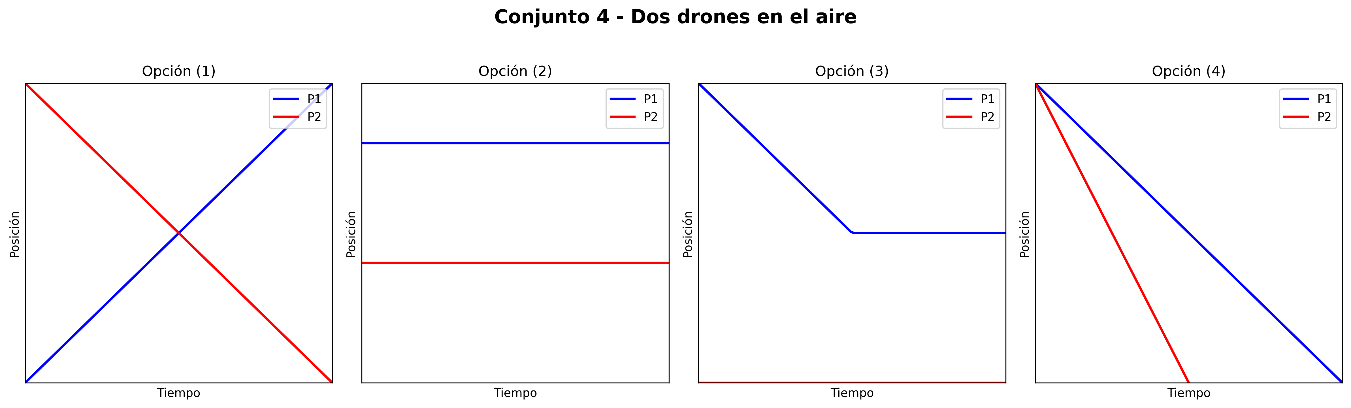 Conjunto 4 - Dos drones en el aire
Opción (1)
P1
P2
Posición
Tiempo
Opción (2)
P1
P2
Posición
Tiempo
Opción (3)
P1
P2
Posición
Tiempo
Opción (4)
P1
P2
Posición
Tiempo